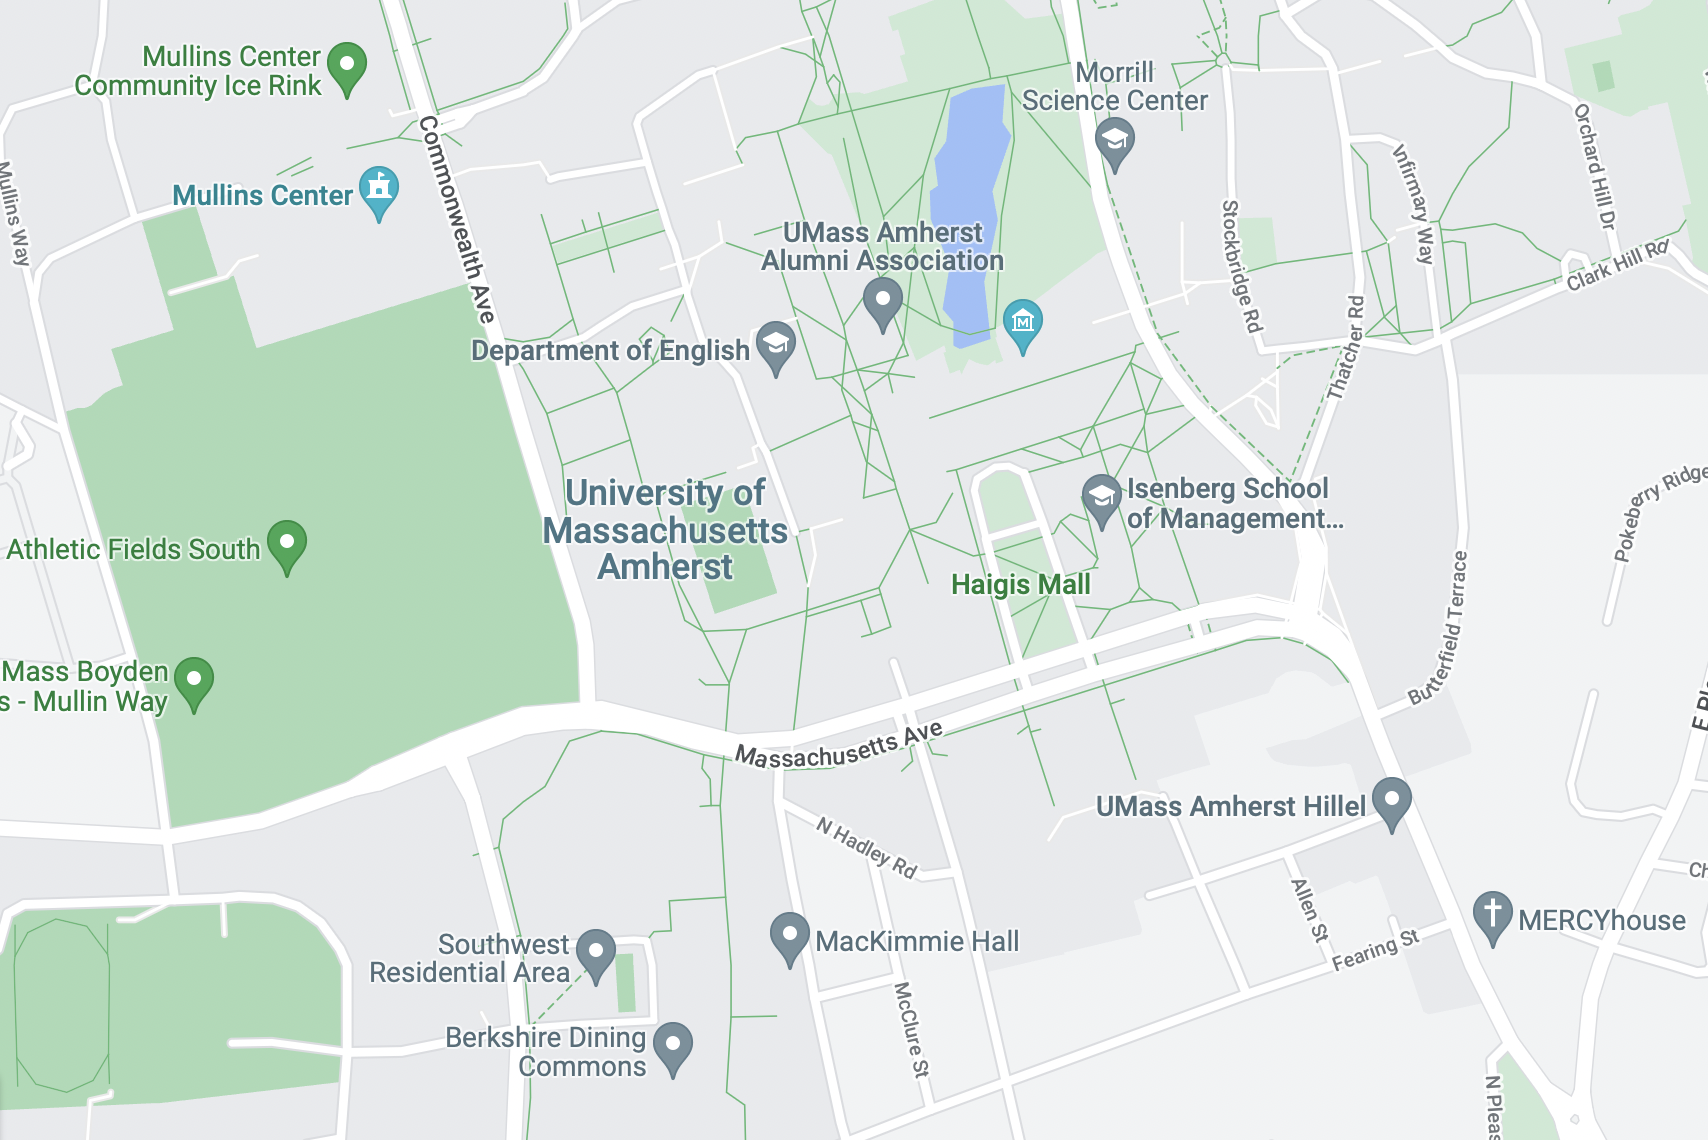 Mullins Center
Community Ice Rink
Morrill
Science Center
Commonwealth Ave
Orchard Hill Dr
Infirmary Way
Mullins Way
Mullins Center
UMass Amherst
Alumni Association
Stockbridge Rd
Clark Hill Rd
Thatcher Rd
Department of English
M
University of
Massachusetts
Amherst
Isenberg School
of Management...
Pokeberry Ridge
Athletic Fields South
Haigis Mall
Butterfield Terrace
Mass Boyden
s - Mullin Way
Massachusetts Ave
UMass Amherst Hillel
N Hadley Rd
Allen St
MERCYhouse
Fearing St
Southwest
Residential Area
MacKimmie Hall
McClure St
Berkshire Dining
Commons
N Pleas
Ch